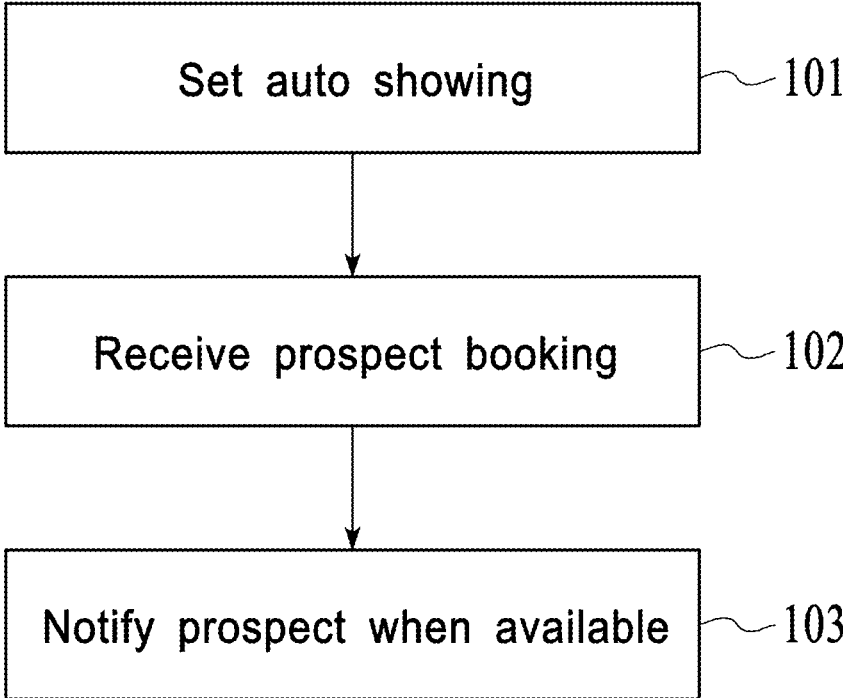 Set auto showing 101
Receive prospect booking 102
Notify prospect when available 103